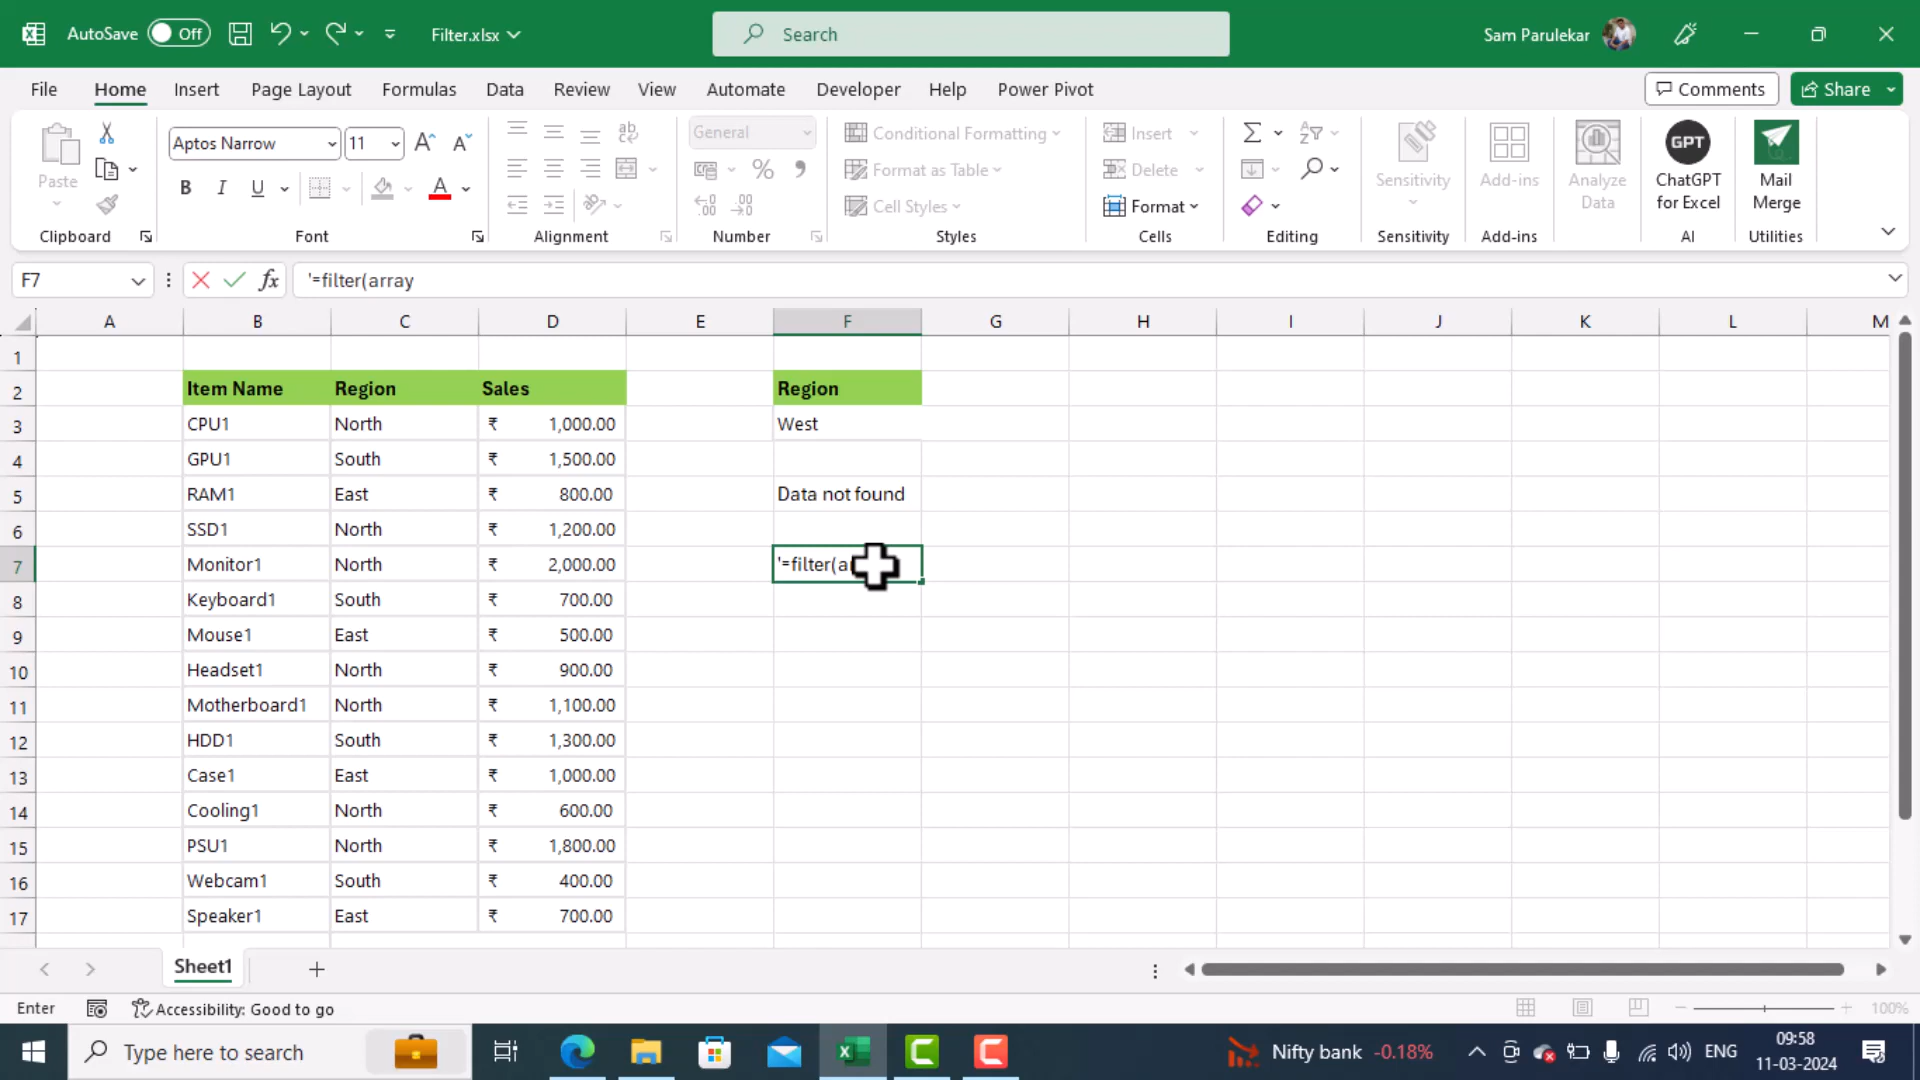 AutoSave Off Filter.xlsx Search Sam Parulekar
File Home Insert Page Layout Formulas Data Review View Automate Developer Help Power Pivot Comments Share
Paste Aptos Narrow 11 General Conditional Formatting Insert Sensitivity Add-ins Analyze Data GPT ChatGPT for Excel Mail Merge
Format as Table Delete
B I U A Cell Styles Format
Clipboard Font Alignment Number Styles Cells Editing Sensitivity Add-ins AI Utilities
F7 fx '=filter(array
A B C D E F G H I J K L M
1
2 Item Name Region Sales Region
3 CPU1 North ₹ 1,000.00 West
4 GPU1 South ₹ 1,500.00
5 RAM1 East ₹ 800.00 Data not found
6 SSD1 North ₹ 1,200.00
7 Monitor1 North ₹ 2,000.00 '=filter(a
8 Keyboard1 South ₹ 700.00
9 Mouse1 East ₹ 500.00
10 Headset1 North ₹ 900.00
11 Motherboard1 North ₹ 1,100.00
12 HDD1 South ₹ 1,300.00
13 Case1 East ₹ 1,000.00
14 Cooling1 North ₹ 600.00
15 PSU1 North ₹ 1,800.00
16 Webcam1 South ₹ 400.00
17 Speaker1 East ₹ 700.00
Sheet1
Enter Accessibility: Good to go 100%
Type here to search Nifty bank -0.18% ENG 09:58
11-03-2024